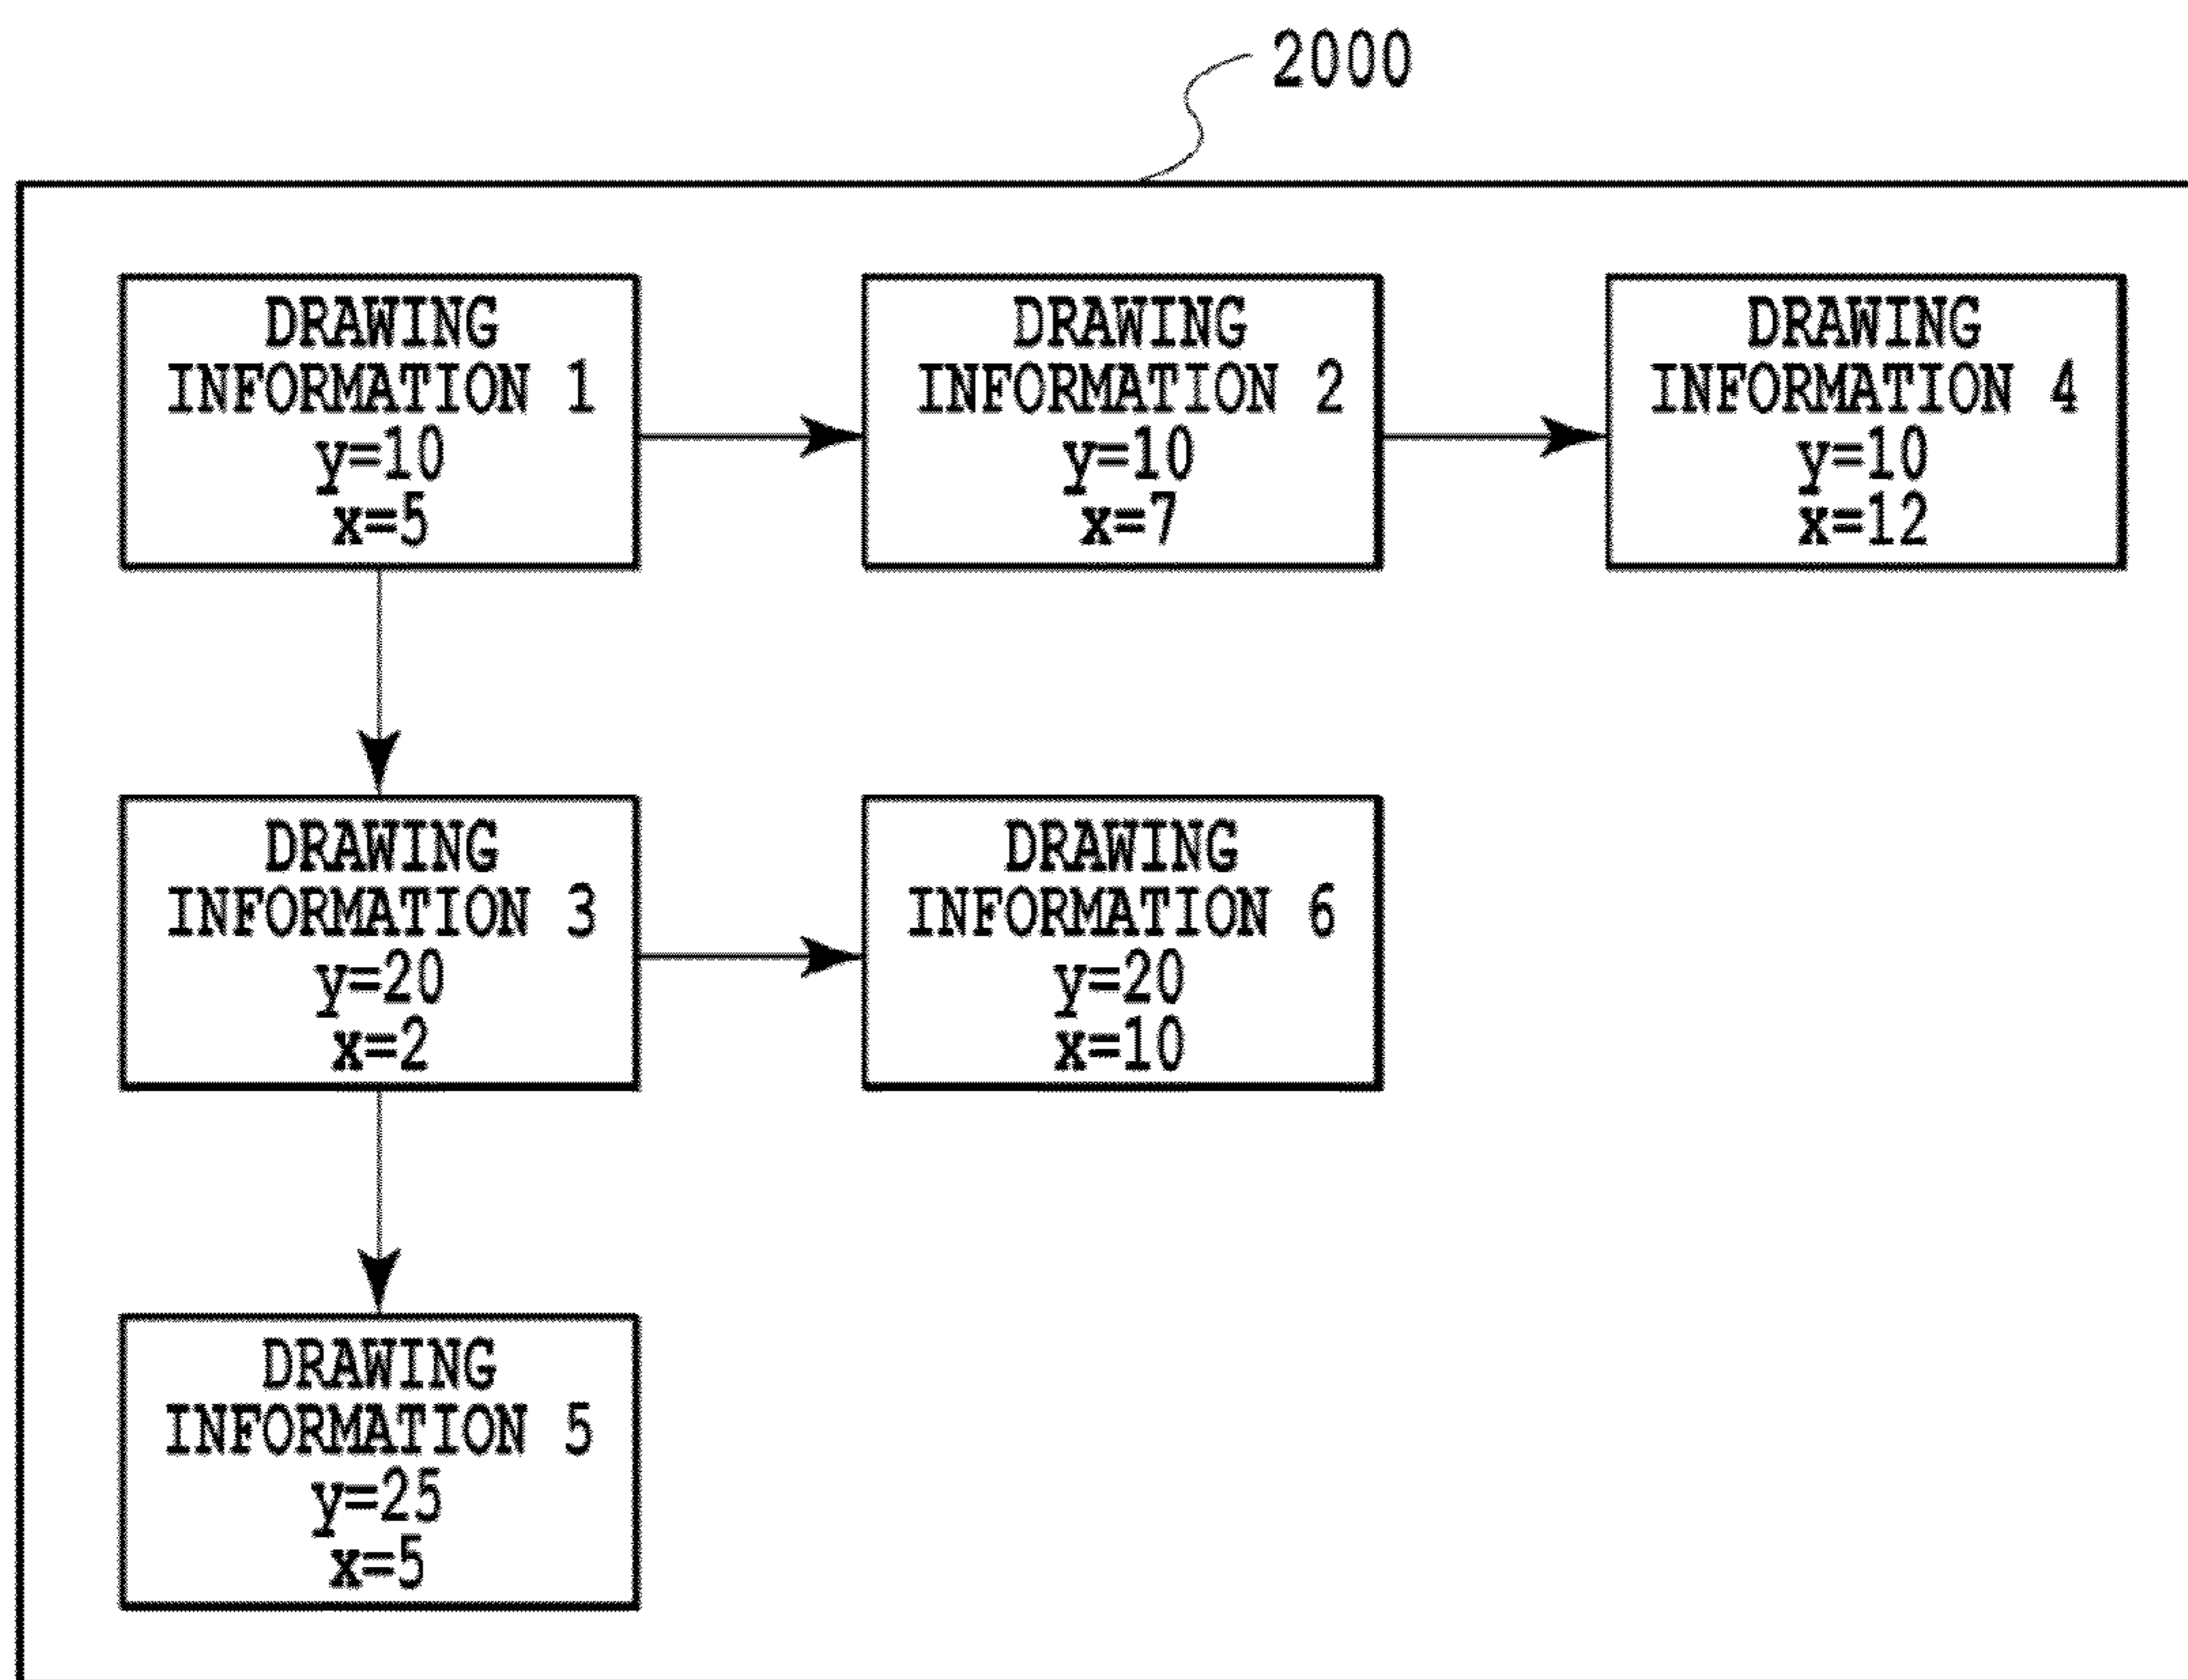 2000
DRAWING
INFORMATION 1
y=10
x=5
DRAWING
INFORMATION 2
y=10
x=7
DRAWING
INFORMATION 4
y=10
x=12
DRAWING
INFORMATION 3
y=20
x=2
DRAWING
INFORMATION 6
y=20
x=10
DRAWING
INFORMATION 5
y=25
x=5